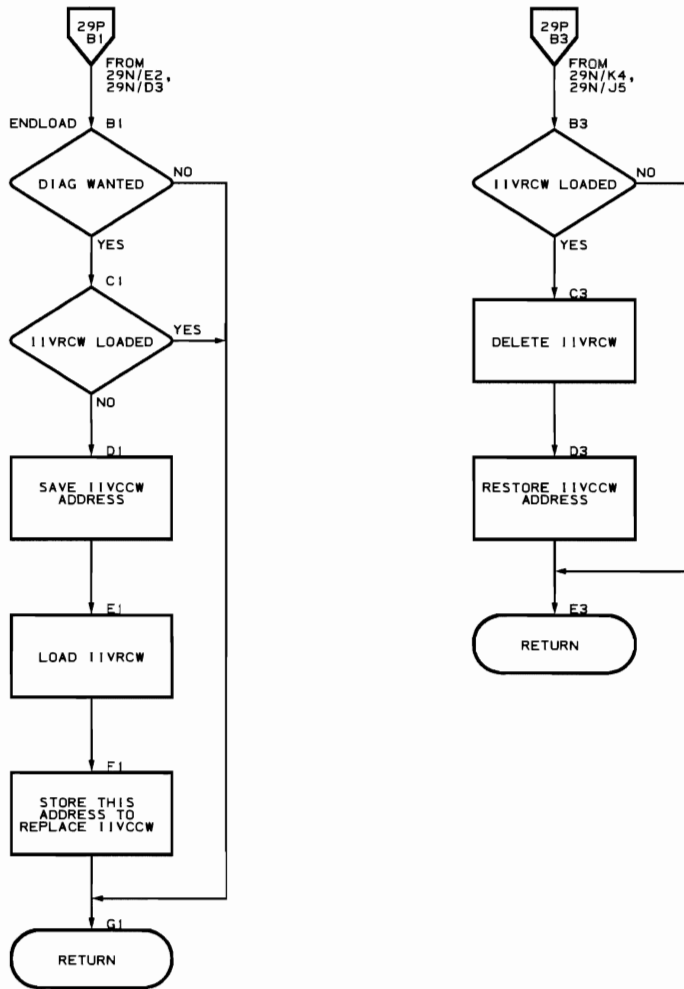 29P
B1
FROM
29N/E2,
29N/D3
ENDLOAD B1
DIAG WANTED
NO
YES
C1
IIVRCW LOADED
YES
NO
D1
SAVE IIVCCW
ADDRESS
E1
LOAD IIVRCW
F1
STORE THIS
ADDRESS TO
REPLACE IIVCCW
G1
RETURN
29P
B3
FROM
29N/K4,
29N/J5
B3
IIVRCW LOADED
NO
YES
C3
DELETE IIVRCW
D3
RESTORE IIVCCW
ADDRESS
E3
RETURN